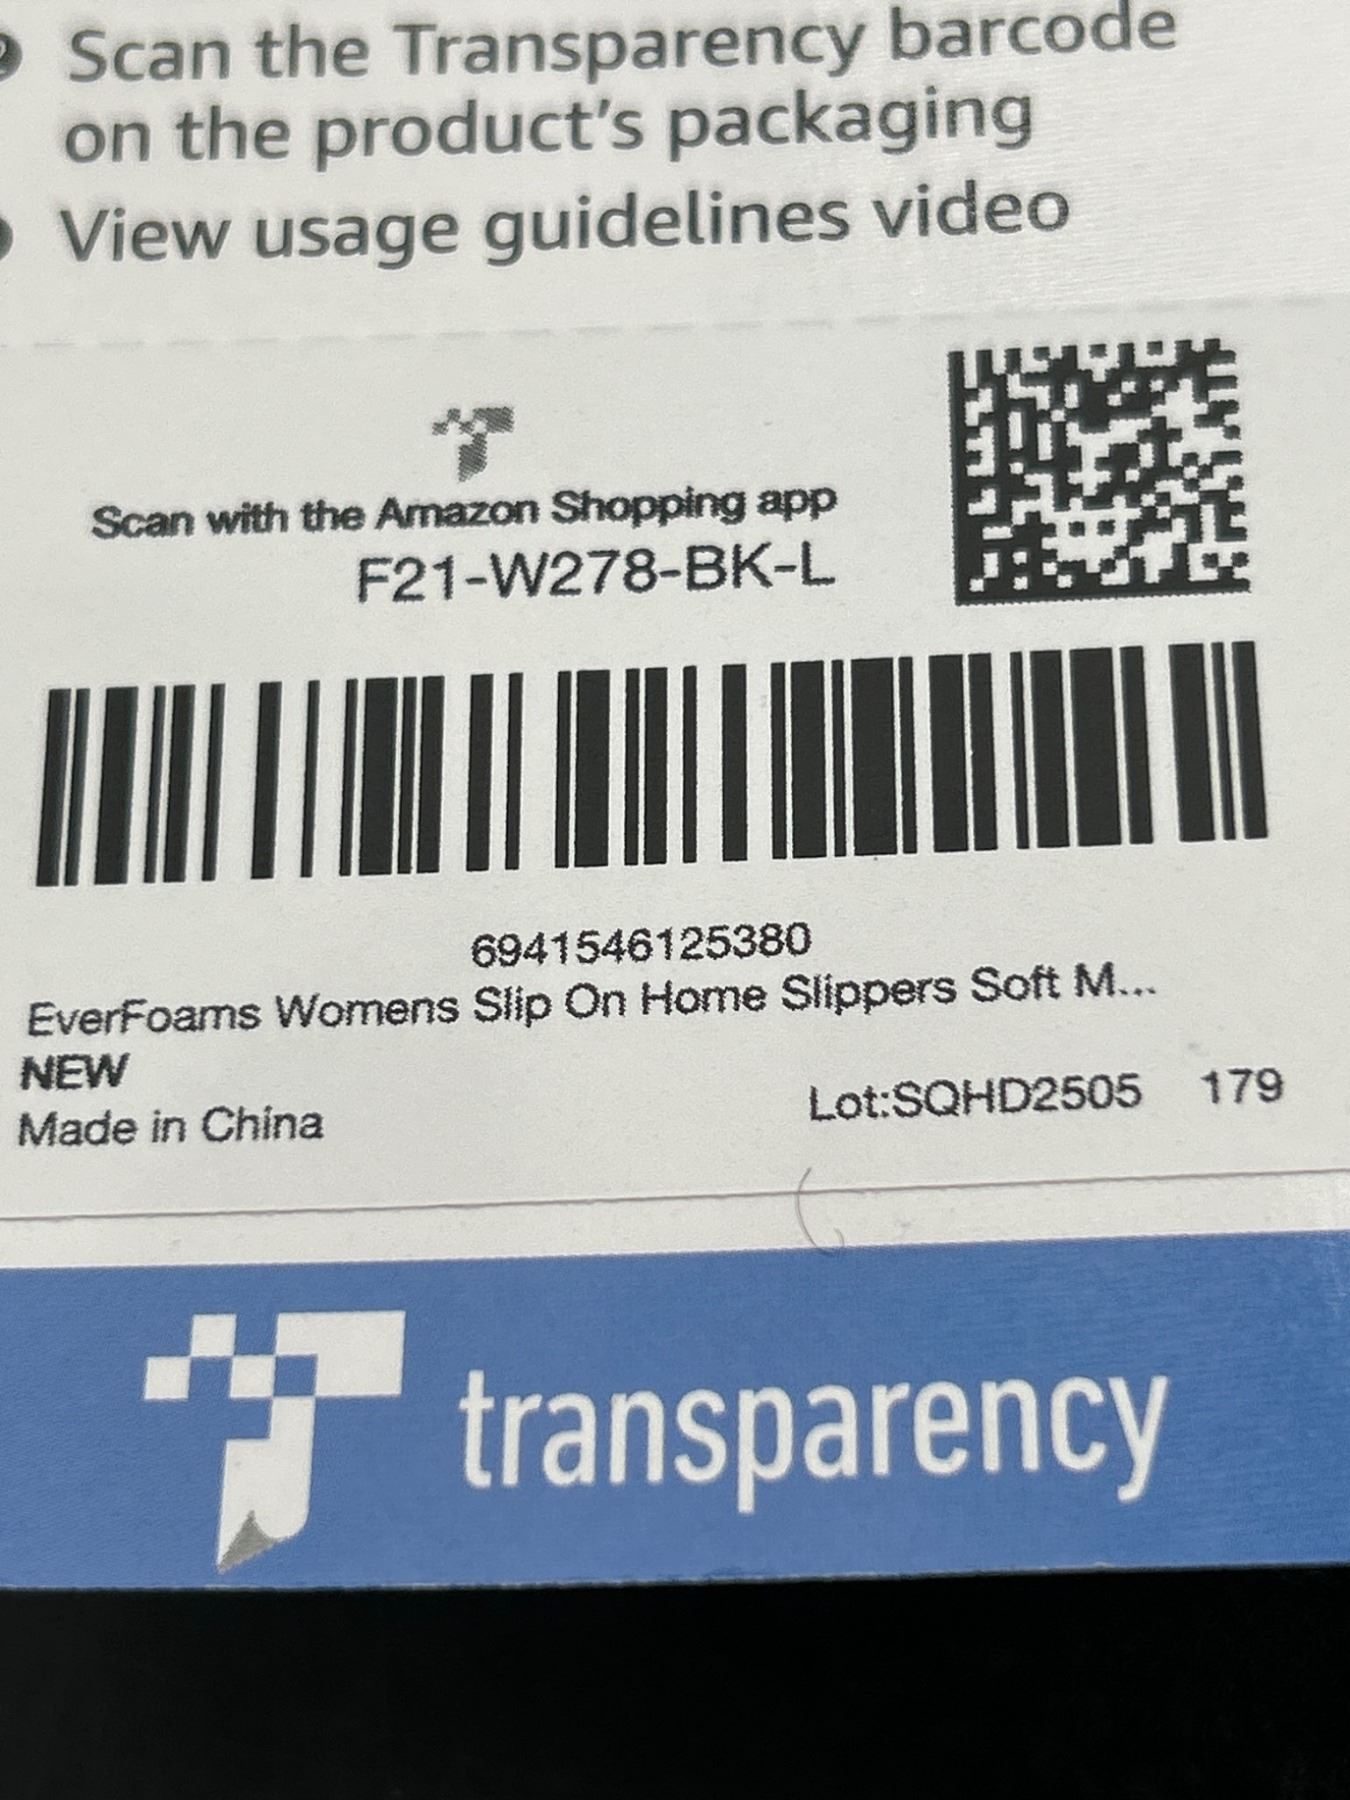 Scan the Transparency barcode
on the product's packaging
View usage guidelines video
Scan with the Amazon Shopping app
F21-W278-BK-L
6941546125380
EverFoams Womens Slip On Home Slippers Soft M...
NEW
Made in China
Lot:SQHD2505 179
transparency